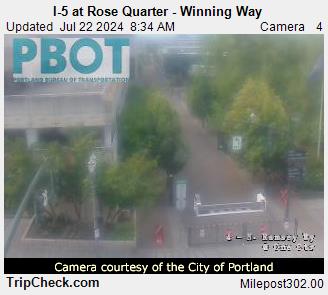 I-5 at Rose Quarter - Winning Way
Updated Jul 22 2024 8:34 AM Camera 4
PBOT
PORTLAND BUREAU OF TRANSPORTATION
Camera courtesy of the City of Portland
TripCheck.com Milepost302.00